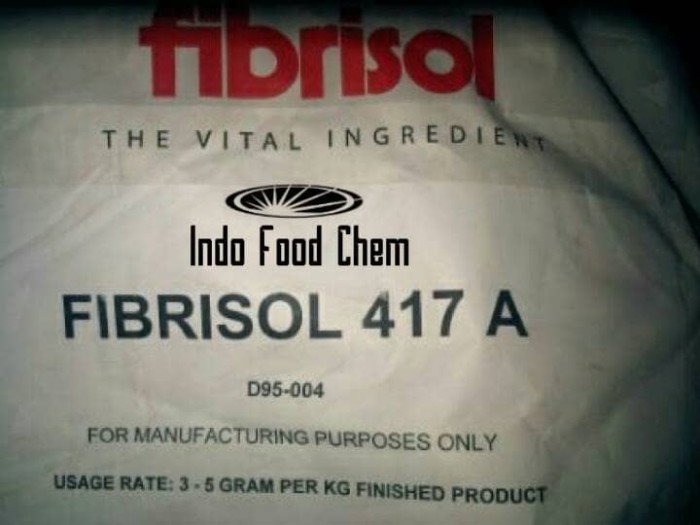 fibrisol
THE VITAL INGREDIENT
Indo Food Chem
FIBRISOL 417 A
D95-004
FOR MANUFACTURING PURPOSES ONLY
USAGE RATE: 3 - 5 GRAM PER KG FINISHED PRODUCT